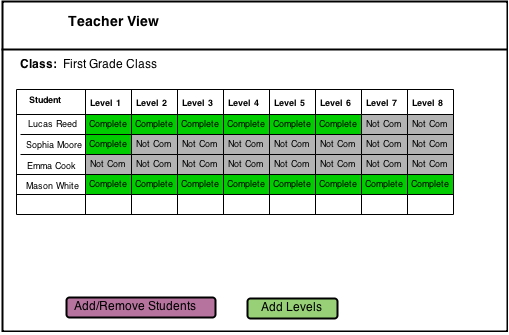 Teacher View
Class: First Grade Class
Student Level 1 Level 2 Level 3 Level 4 Level 5 Level 6 Level 7 Level 8
Lucas Reed Complete Complete Complete Complete Complete Complete Not Com Not Com
Sophia Moore Complete Not Com Not Com Not Com Not Com Not Com Not Com Not Com
Emma Cook Not Com Not Com Not Com Not Com Not Com Not Com Not Com Not Com
Mason White Complete Complete Complete Complete Complete Complete Complete Complete
Add/Remove Students Add Levels